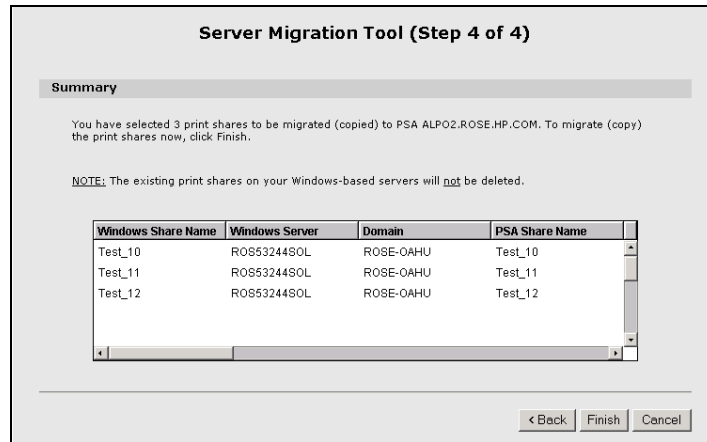 Server Migration Tool (Step 4 of 4)
Summary
You have selected 3 print shares to be migrated (copied) to PSA ALPO2.ROSE.HP.COM. To migrate (copy)
the print shares now, click Finish.
NOTE: The existing print shares on your Windows-based servers will not be deleted.
Windows Share Name Windows Server Domain PSA Share Name
Test_10 ROS53244SOL ROSE-OAHU Test_10
Test_11 ROS53244SOL ROSE-OAHU Test_11
Test_12 ROS53244SOL ROSE-OAHU Test_12
< Back Finish Cancel